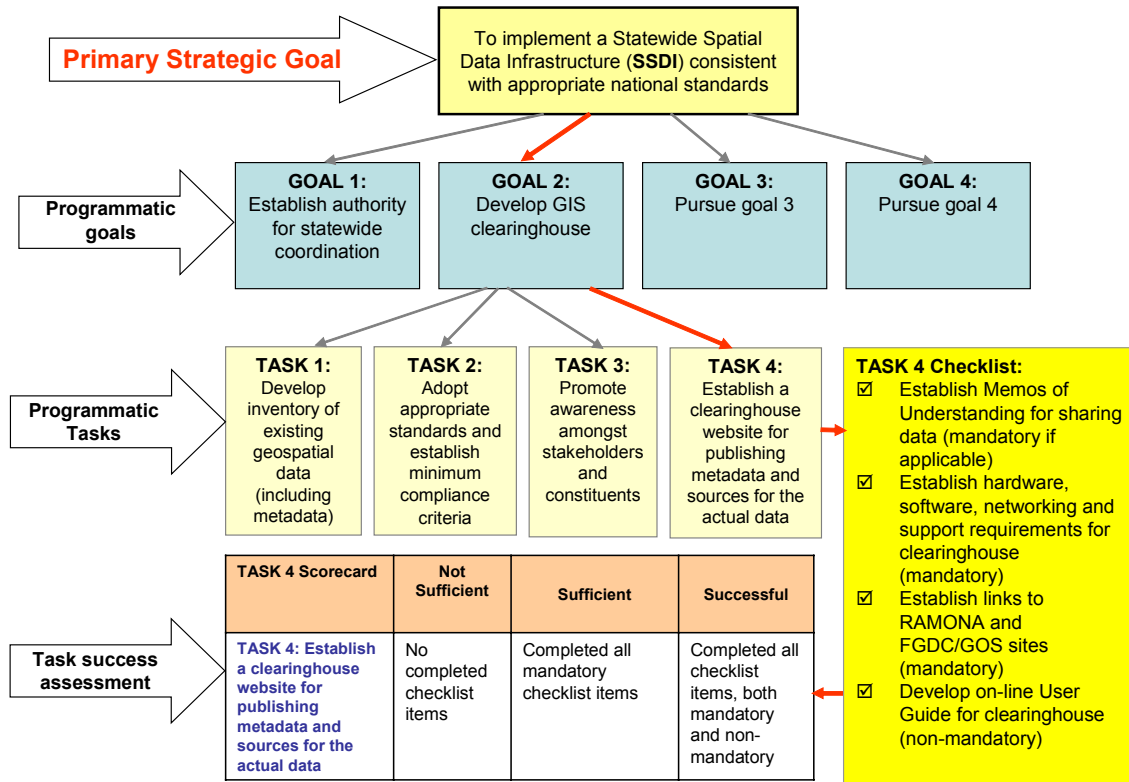 Primary Strategic Goal
To implement a Statewide Spatial
Data Infrastructure (SSDI) consistent
with appropriate national standards
Programmatic
goals
GOAL 1:
Establish authority
for statewide
coordination
GOAL 2:
Develop GIS
clearinghouse
GOAL 3:
Pursue goal 3
GOAL 4:
Pursue goal 4
Programmatic
Tasks
TASK 1:
Develop
inventory of
existing
geospatial
data
(including
metadata)
TASK 2:
Adopt
appropriate
standards and
establish
minimum
compliance
criteria
TASK 3:
Promote
awareness
amongst
stakeholders
and
constituents
TASK 4:
Establish a
clearinghouse
website for
publishing
metadata and
sources for the
actual data
TASK 4 Checklist:
☑ Establish Memos of
Understanding for sharing
data (mandatory if
applicable)
☑ Establish hardware,
software, networking and
support requirements for
clearinghouse
(mandatory)
☑ Establish links to
RAMONA and
FGDC/GOS sites
(mandatory)
☑ Develop on-line User
Guide for clearinghouse
(non-mandatory)
Task success
assessment
TASK 4 Scorecard
Not
Sufficient
Sufficient
Successful
TASK 4: Establish
a clearinghouse
website for
publishing
metadata and
sources for the
actual data
No
completed
checklist
items
Completed all
mandatory
checklist items
Completed all
checklist
items, both
mandatory
and non-
mandatory